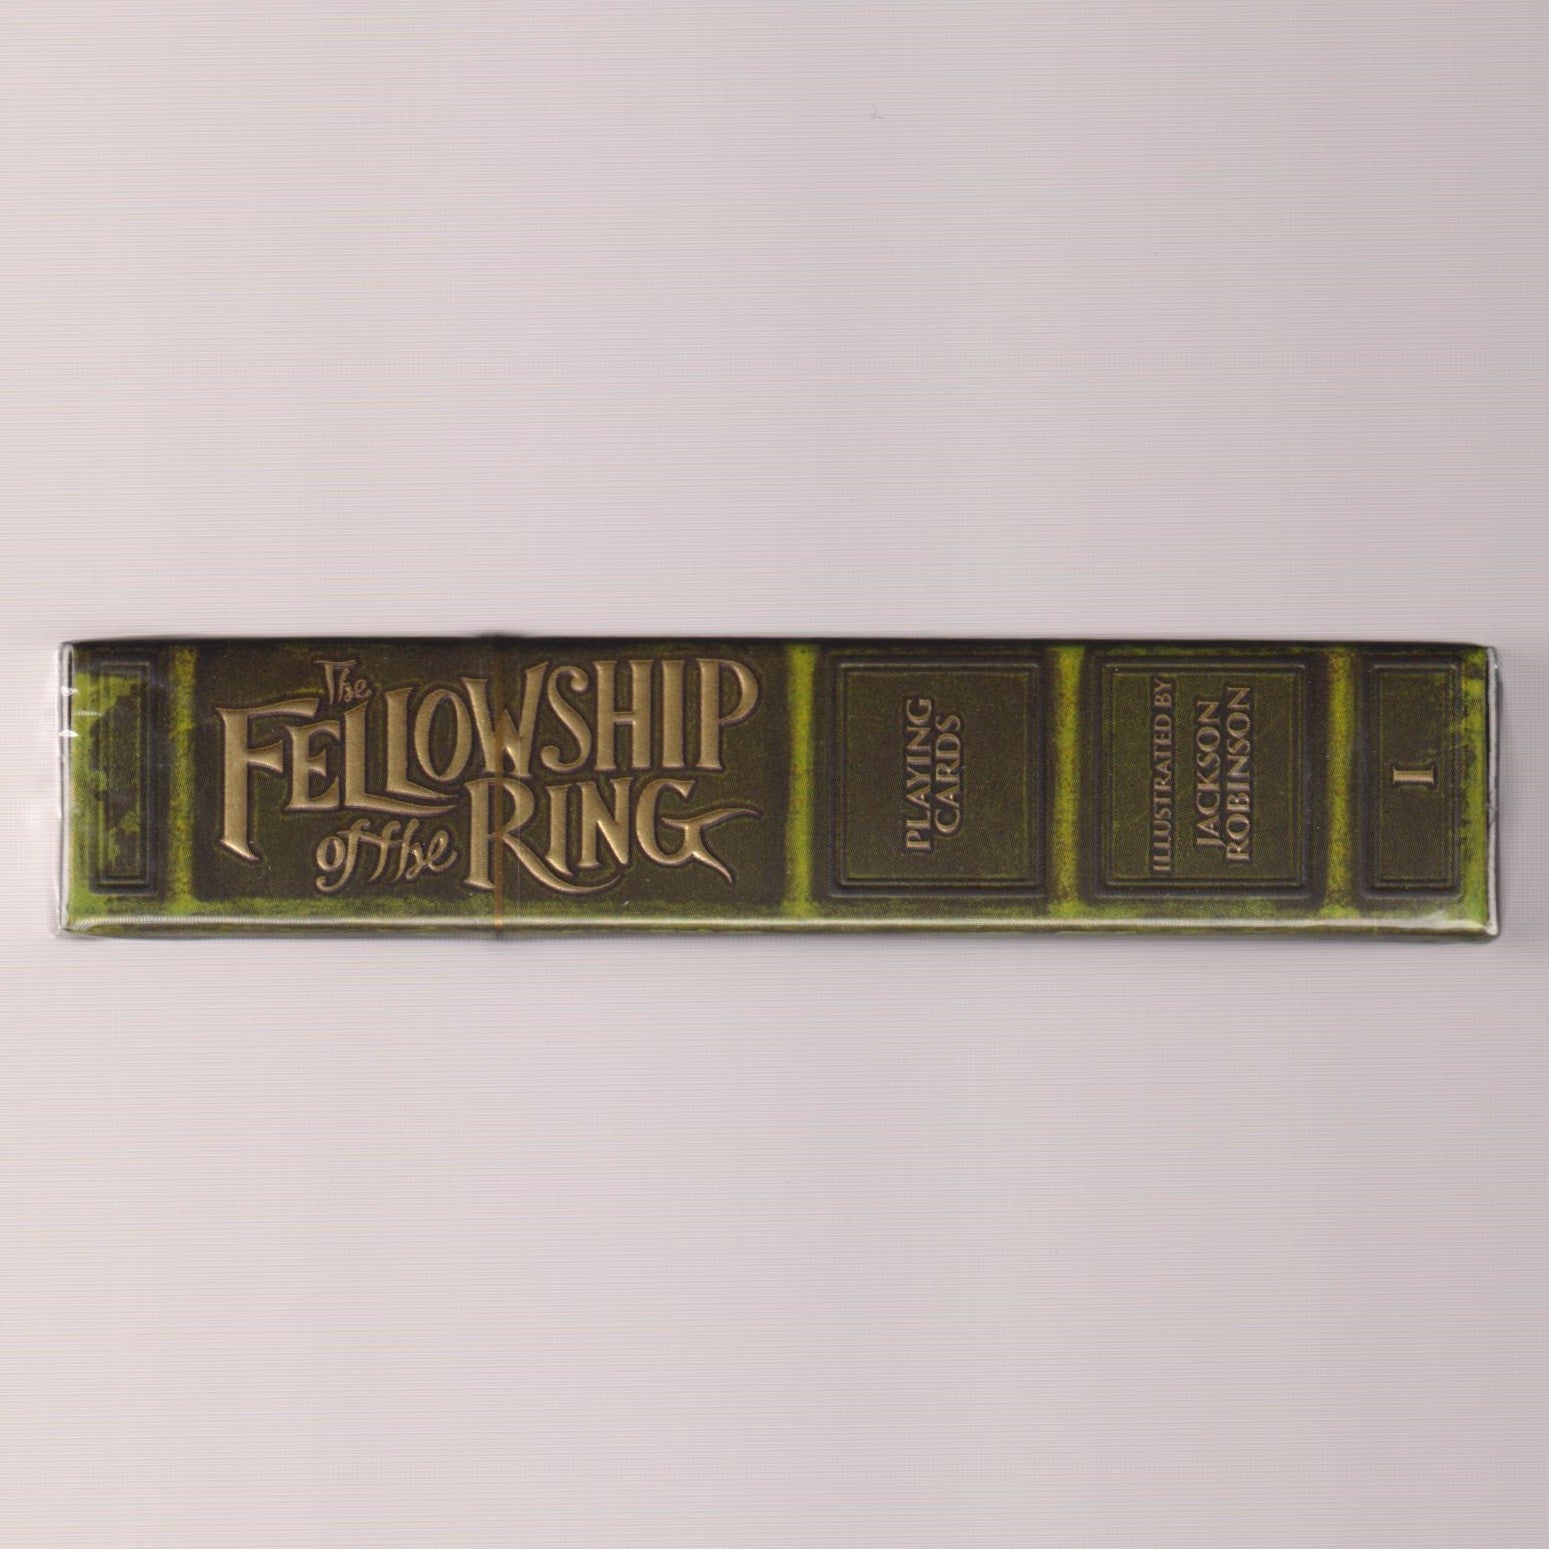 The
FELLOWSHIP
of the RING
PLAYING
CARDS
ILLUSTRATED BY
JACKSON
ROBINSON
I